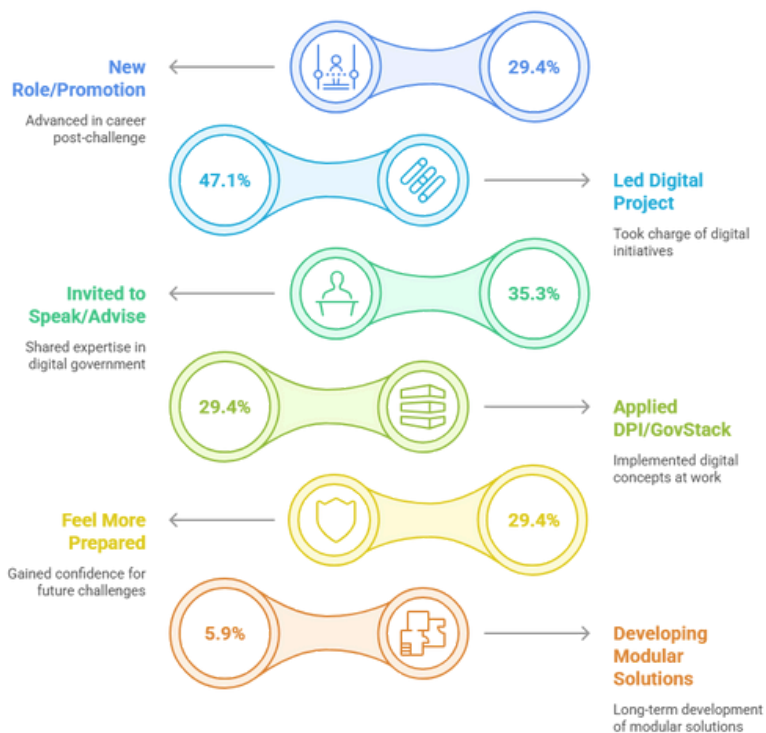 New
Role/Promotion
Advanced in career
post-challenge
29.4%
47.1%
Led Digital
Project
Took charge of digital
initiatives
Invited to
Speak/Advise
Shared expertise in
digital government
35.3%
29.4%
Applied
DPI/GovStack
Implemented digital
concepts at work
Feel More
Prepared
Gained confidence for
future challenges
29.4%
5.9%
Developing
Modular
Solutions
Long-term development
of modular solutions